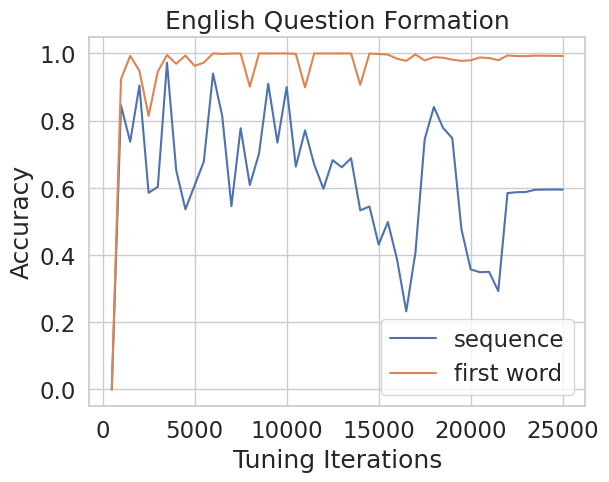 English Question Formation
1.0
0.8
0.6
0.4
0.2
0.0
Accuracy
sequence
first word
0 5000 10000 15000 20000 25000
Tuning Iterations